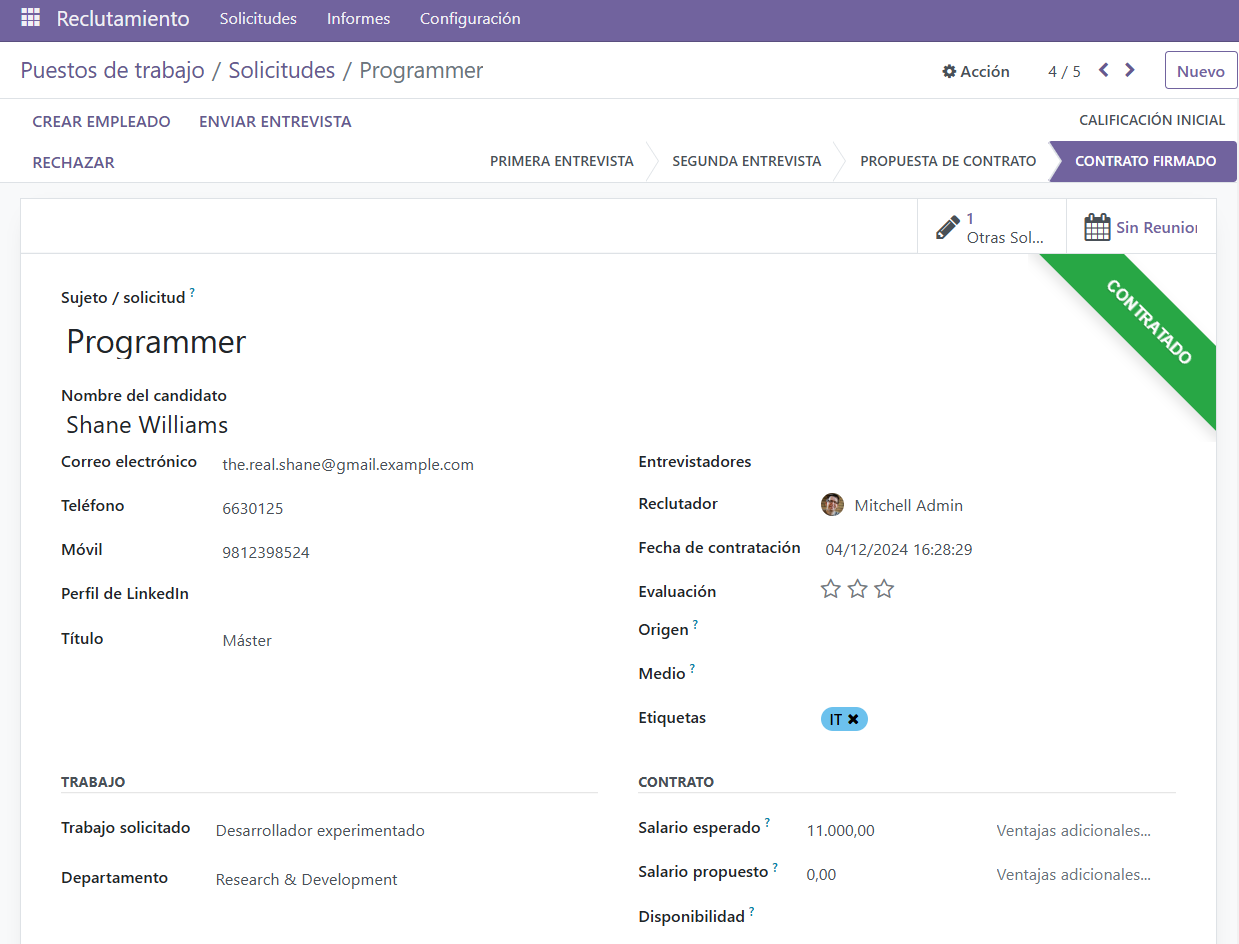 Reclutamiento Solicitudes Informes Configuración
Puestos de trabajo / Solicitudes / Programmer
Acción 4 / 5 Nuevo
CREAR EMPLEADO ENVIAR ENTREVISTA
RECHAZAR
CALIFICACIÓN INICIAL
PRIMERA ENTREVISTA SEGUNDA ENTREVISTA PROPUESTA DE CONTRATO CONTRATO FIRMADO
1
Otras Sol...
Sin Reunion
CONTRATADO
Sujeto / solicitud ?
Programmer
Nombre del candidato
Shane Williams
Correo electrónico the.real.shane@gmail.example.com
Teléfono 6630125
Móvil 9812398524
Perfil de LinkedIn
Título Máster
Entrevistadores
Reclutador Mitchell Admin
Fecha de contratación 04/12/2024 16:28:29
Evaluación
Origen ?
Medio ?
Etiquetas IT ✖
TRABAJO
Trabajo solicitado Desarrollador experimentado
Departamento Research & Development
CONTRATO
Salario esperado ? 11.000,00 Ventajas adicionales...
Salario propuesto ? 0,00 Ventajas adicionales...
Disponibilidad ?